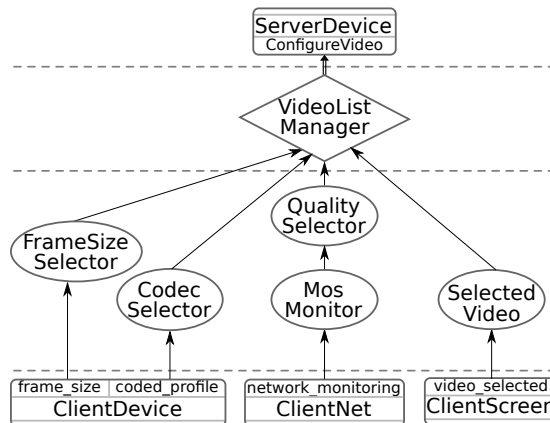 ServerDevice
ConfigureVideo
VideoList
Manager
Quality
Selector
FrameSize
Selector
Codec
Selector
Mos
Monitor
Selected
Video
frame_size
coded_profile
network_monitoring
video_selected
ClientDevice
ClientNet
ClientScreen